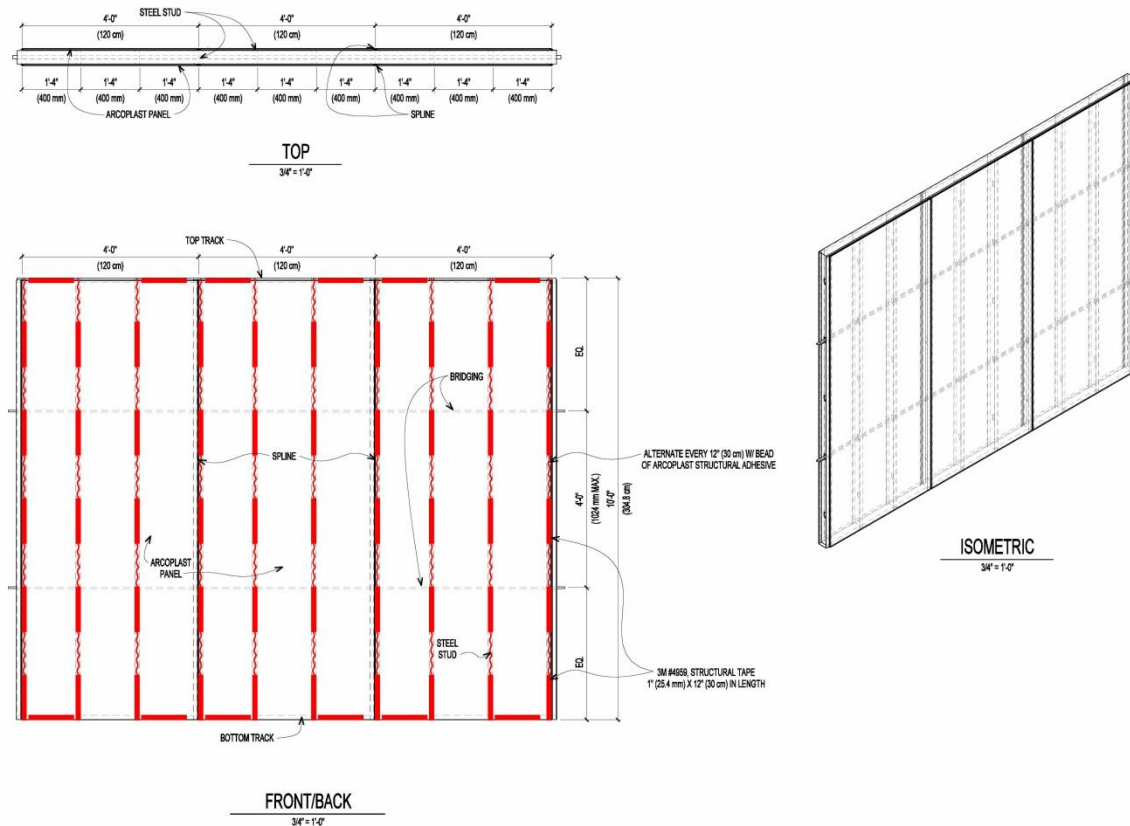 STEEL STUD
4'-0" 4'-0" 4'-0"
(120 cm) (120 cm) (120 cm)
1'-4" 1'-4" 1'-4" 1'-4" 1'-4" 1'-4" 1'-4" 1'-4" 1'-4"
(400 mm) (400 mm) (400 mm) (400 mm) (400 mm) (400 mm) (400 mm) (400 mm) (400 mm)
ARCOPLAST PANEL
SPLINE
TOP
3/4" = 1'-0"
TOP TRACK
4'-0" 4'-0" 4'-0"
(120 cm) (120 cm) (120 cm)
EQ.
BRIDGING
SPLINE
ALTERNATE EVERY 12" (30 cm) W/ BEAD
OF ARCOPLAST STRUCTURAL ADHESIVE
4'-0"
(1024 mm MAX.)
10'-0"
(304.8 cm)
ARCOPLAST
PANEL
STEEL
STUD
EQ.
3M #4959, STRUCTURAL TAPE
1" (25.4 mm) X 12" (30 cm) IN LENGTH
BOTTOM TRACK
FRONT/BACK
3/4" = 1'-0"
ISOMETRIC
3/4" = 1'-0"